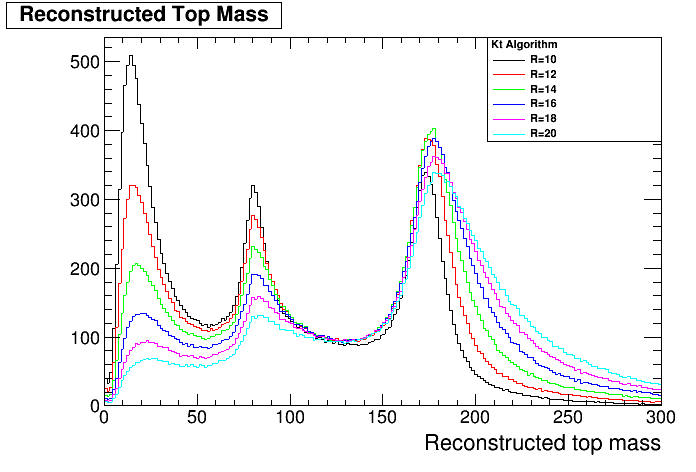 Reconstructed Top Mass
Kt Algorithm
R=10
R=12
R=14
R=16
R=18
R=20
500
400
300
200
100
0
0 50 100 150 200 250 300
Reconstructed top mass